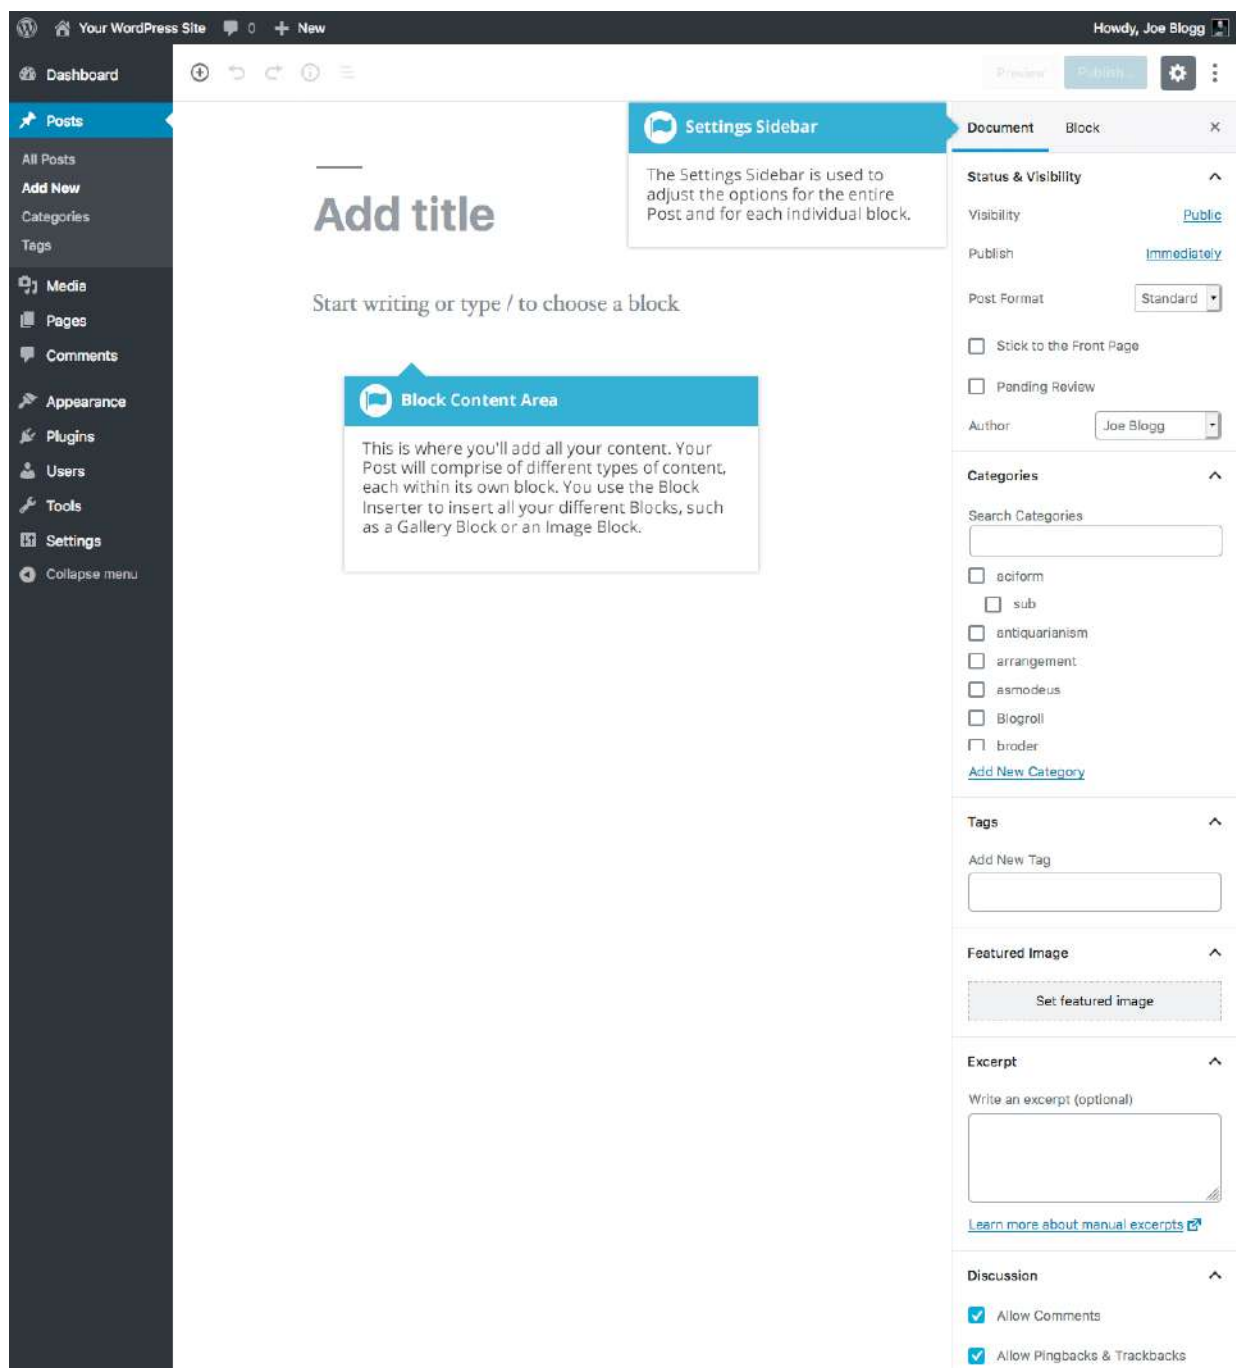 Your WordPress Site 0 New Howdy, Joe Blogg
Dashboard
Posts
All Posts
Add New
Categories
Tags
Media
Pages
Comments
Appearance
Plugins
Users
Tools
Settings
Collapse menu
Preview Publish...
Add title
Start writing or type / to choose a block
Block Content Area
This is where you'll add all your content. Your
Post will comprise of different types of content,
each within its own block. You use the Block
Inserter to insert all your different Blocks, such
as a Gallery Block or an Image Block.
Settings Sidebar
The Settings Sidebar is used to
adjust the options for the entire
Post and for each individual block.
Document Block
Status & Visibility
Visibility Public
Publish Immediately
Post Format Standard
Stick to the Front Page
Pending Review
Author Joe Blogg
Categories
Search Categories
aciform
sub
antiquarianism
arrangement
asmodeus
Blogroll
broder
Add New Category
Tags
Add New Tag
Featured Image
Set featured image
Excerpt
Write an excerpt (optional)
Learn more about manual excerpts
Discussion
Allow Comments
Allow Pingbacks & Trackbacks